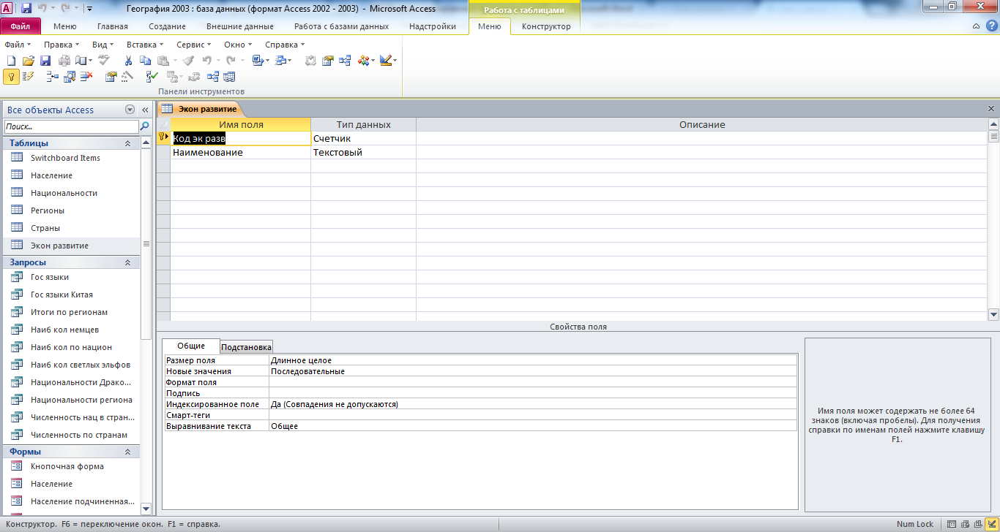 География 2003 : база данных (формат Access 2002 - 2003) - Microsoft Access
Работа с таблицами
Файл Меню Главная Создание Внешние данные Работа с базами данных Надстройки Меню Конструктор
Файл Правка Вид Вставка Сервис Окно Справка
Панели инструментов
Все объекты Access
Поиск...
Таблицы
Switchboard Items
Население
Национальности
Регионы
Страны
Экон развитие
Запросы
Гос языки
Гос языки Китая
Итоги по регионам
Наиб кол немцев
Наиб кол по национ
Наиб кол светлых эльфов
Национальности Драко...
Национальности региона
Численность нац в стран...
Численность по странам
Формы
Кнопочная форма
Население
Население подчиненная...
Экон развитие
Имя поля Тип данных Описание
Код эк разв Счетчик
Наименование Текстовый
Свойства поля
Общие Подстановка
Размер поля Длинное целое
Новые значения Последовательные
Формат поля
Подпись
Индексированное поле Да (Совпадения не допускаются)
Смарт-теги
Выравнивание текста Общее
Имя поля может содержать не более 64
знаков (включая пробелы). Для получения
справки по именам полей нажмите клавишу
F1.
Конструктор. F6 = переключение окон. F1 = справка.
Num Lock